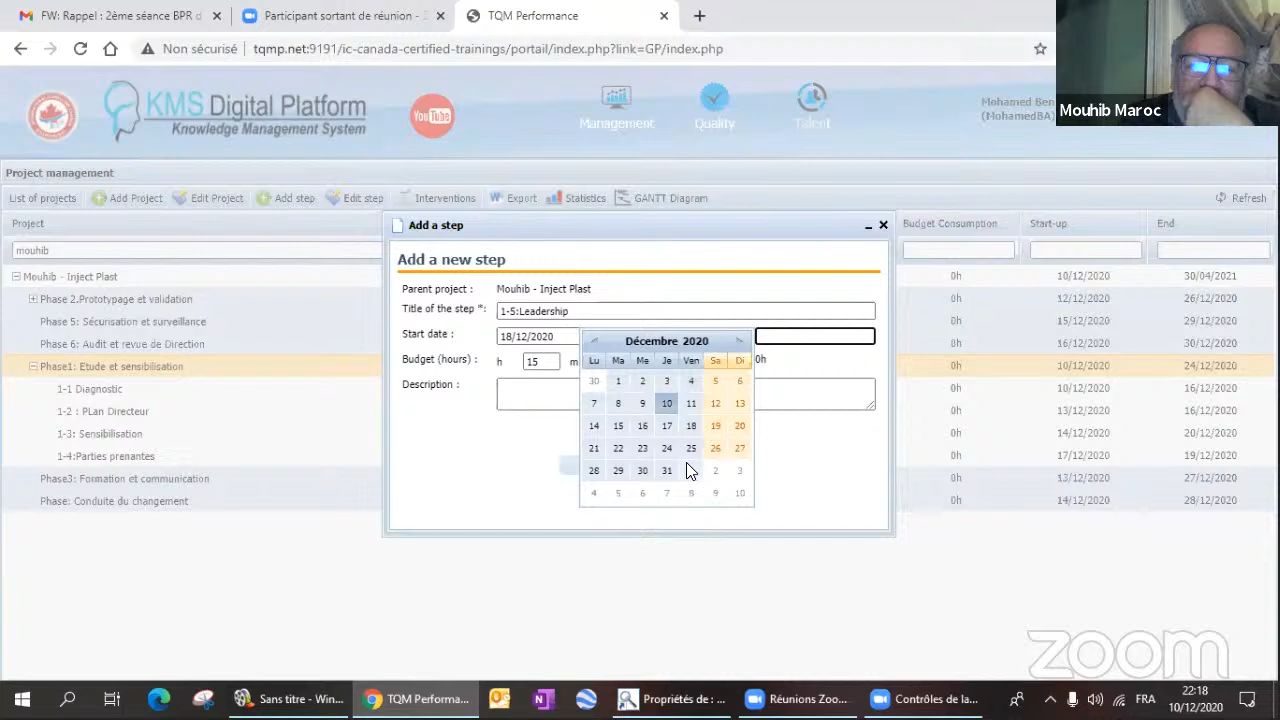 FW: Rappel : 2ème séance BPR d
Participant sortant de réunion -
TQM Performance
Non sécurisé
tqmp.net:9191/ic-canada-certified-trainings/portail/index.php?link=GP/index.php
KMS Digital Platform
Knowledge Management System
You Tube
Management
Quality
Talent
Mohamed Ben
(MohamedBA)
Mouhib Maroc
Project management
List of projects
Add Project
Edit Project
Add step
Edit step
Interventions
Export
Statistics
GANTT Diagram
Refresh
Project
Budget Consumption
Start-up
End
mouhib
Mouhib - Inject Plast 0h 10/12/2020 30/04/2021
Phase 2.Prototypage et validation 0h 12/12/2020 26/12/2020
Phase 5: Sécurisation et surveillance 0h 15/12/2020 29/12/2020
Phase 6: Audit et revue de Direction 0h 16/12/2020 30/12/2020
Phase1: Etude et sensibilisation 0h 10/12/2020 24/12/2020
1-1 Diagnostic 0h 10/12/2020 16/12/2020
1-2 : PLan Directeur 0h 13/12/2020 16/12/2020
1-3: Sensibilisation 0h 14/12/2020 20/12/2020
1-4:Parties prenantes 0h 17/12/2020 19/12/2020
Phase3: Formation et communication 0h 13/12/2020 27/12/2020
Phase: Conduite du changement 0h 14/12/2020 28/12/2020
Add a step
Add a new step
Parent project : Mouhib - Inject Plast
Title of the step *: 1-5:Leadership
Start date : 18/12/2020
Budget (hours) : h 15 m 0h
Description :
Décembre 2020
Lu Ma Me Je Ven Sa Di
30 1 2 3 4 5 6
7 8 9 10 11 12 13
14 15 16 17 18 19 20
21 22 23 24 25 26 27
28 29 30 31 2 3
4 5 6 7 8 9 10
zoom
Sans titre - Win...
TQM Performa...
Propriétés de : ...
Réunions Zoo...
Contrôles de la...
FRA
22:18
10/12/2020